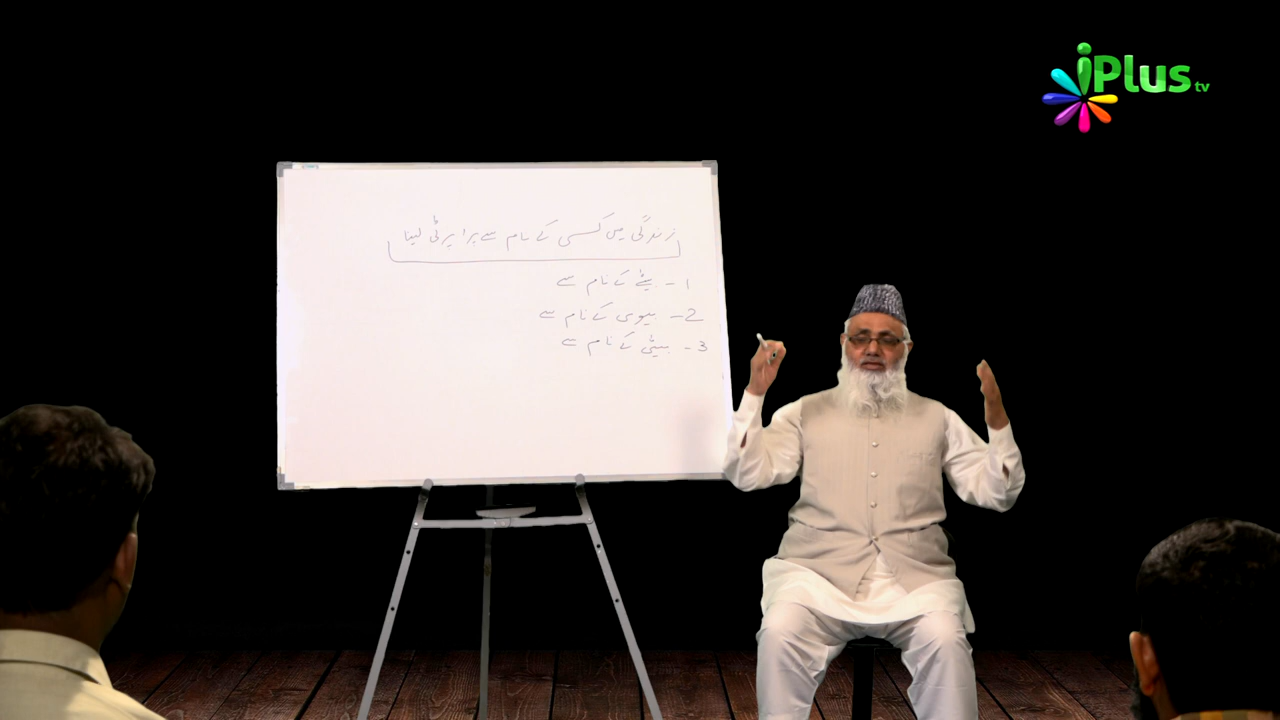 iPlus tv
زندگی میں کسی کے نام سے پراپرٹی لینا
۱ - بیٹے کے نام سے
2 - بیوی کے نام سے
3 - بیٹی کے نام سے